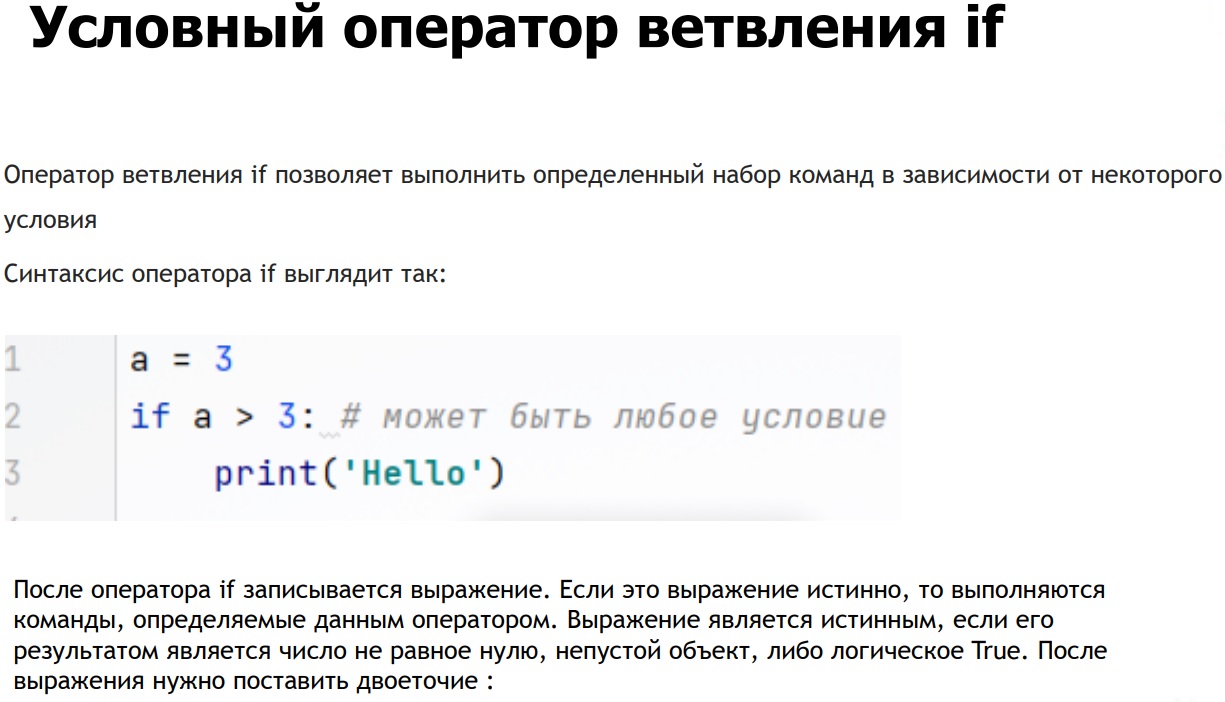 Условный оператор ветвления if
Оператор ветвления if позволяет выполнить определенный набор команд в зависимости от некоторого
условия
Синтаксис оператора if выглядит так:
1 a = 3
2 if a > 3: # может быть любое условие
3 print('Hello')
После оператора if записывается выражение. Если это выражение истинно, то выполняются
команды, определяемые данным оператором. Выражение является истинным, если его
результатом является число не равное нулю, непустой объект, либо логическое True. После
выражения нужно поставить двоеточие :